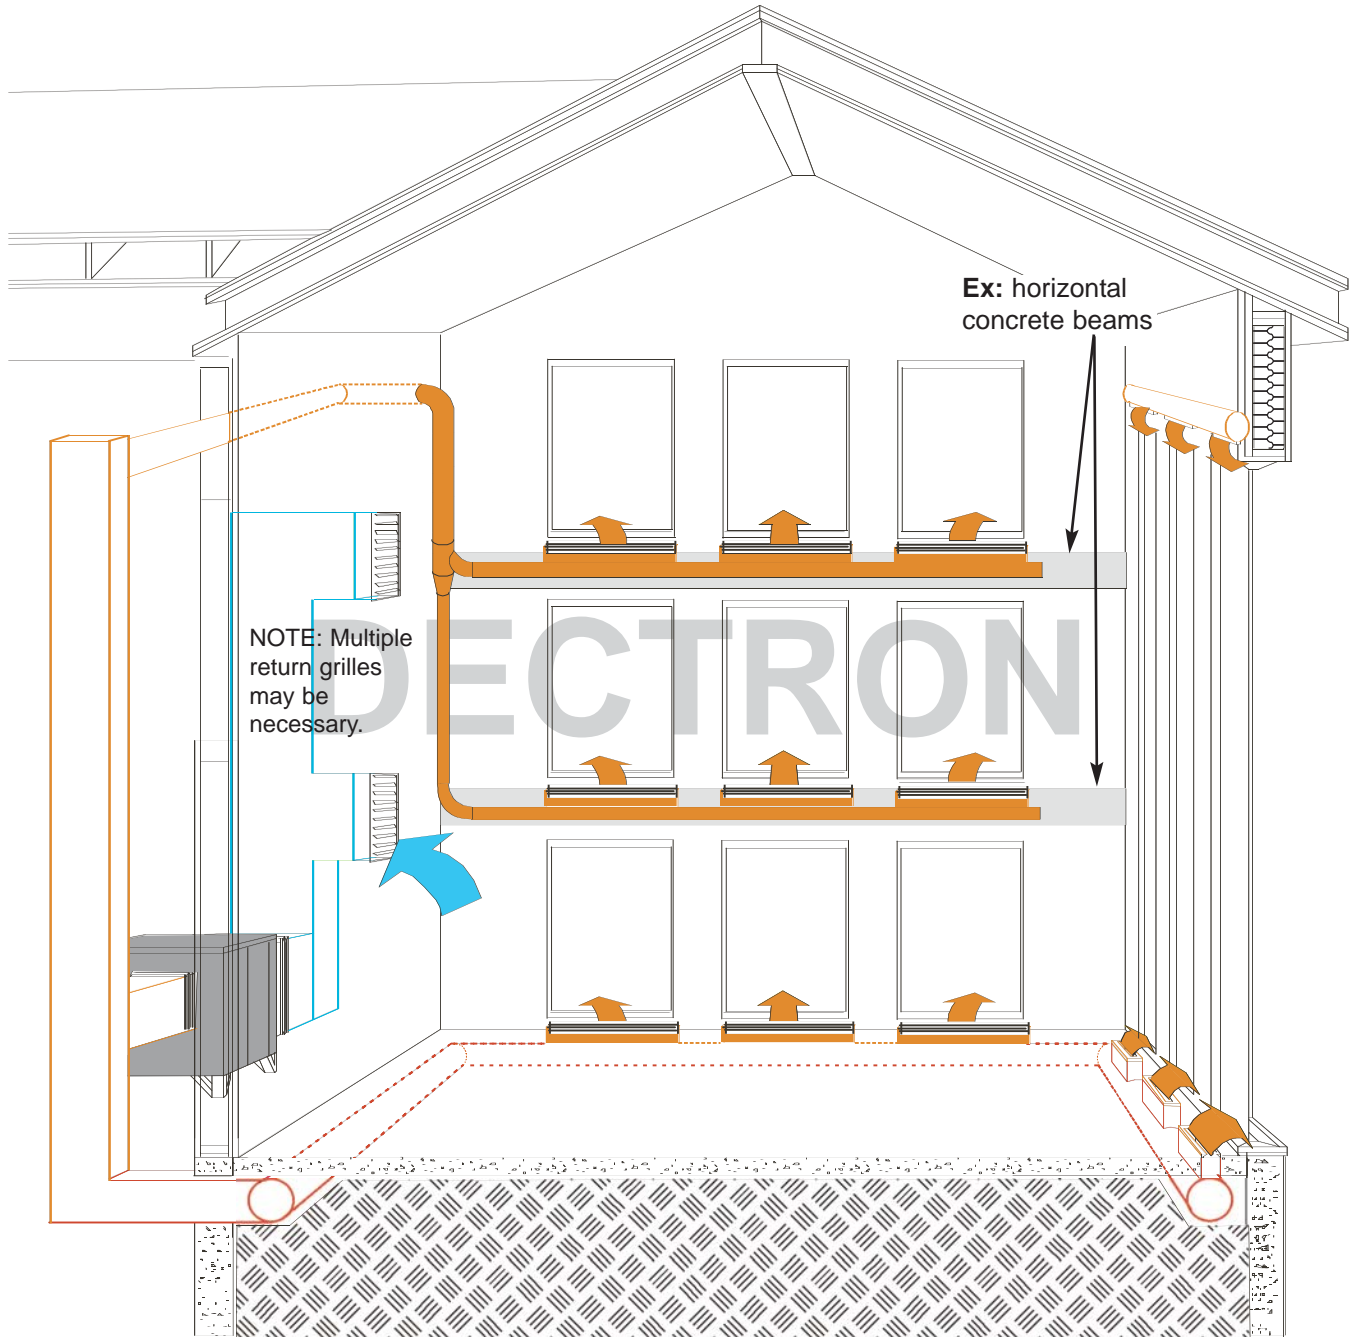 Ex: horizontal
concrete beams
NOTE: Multiple
return grilles
may be
necessary.
DECTRON